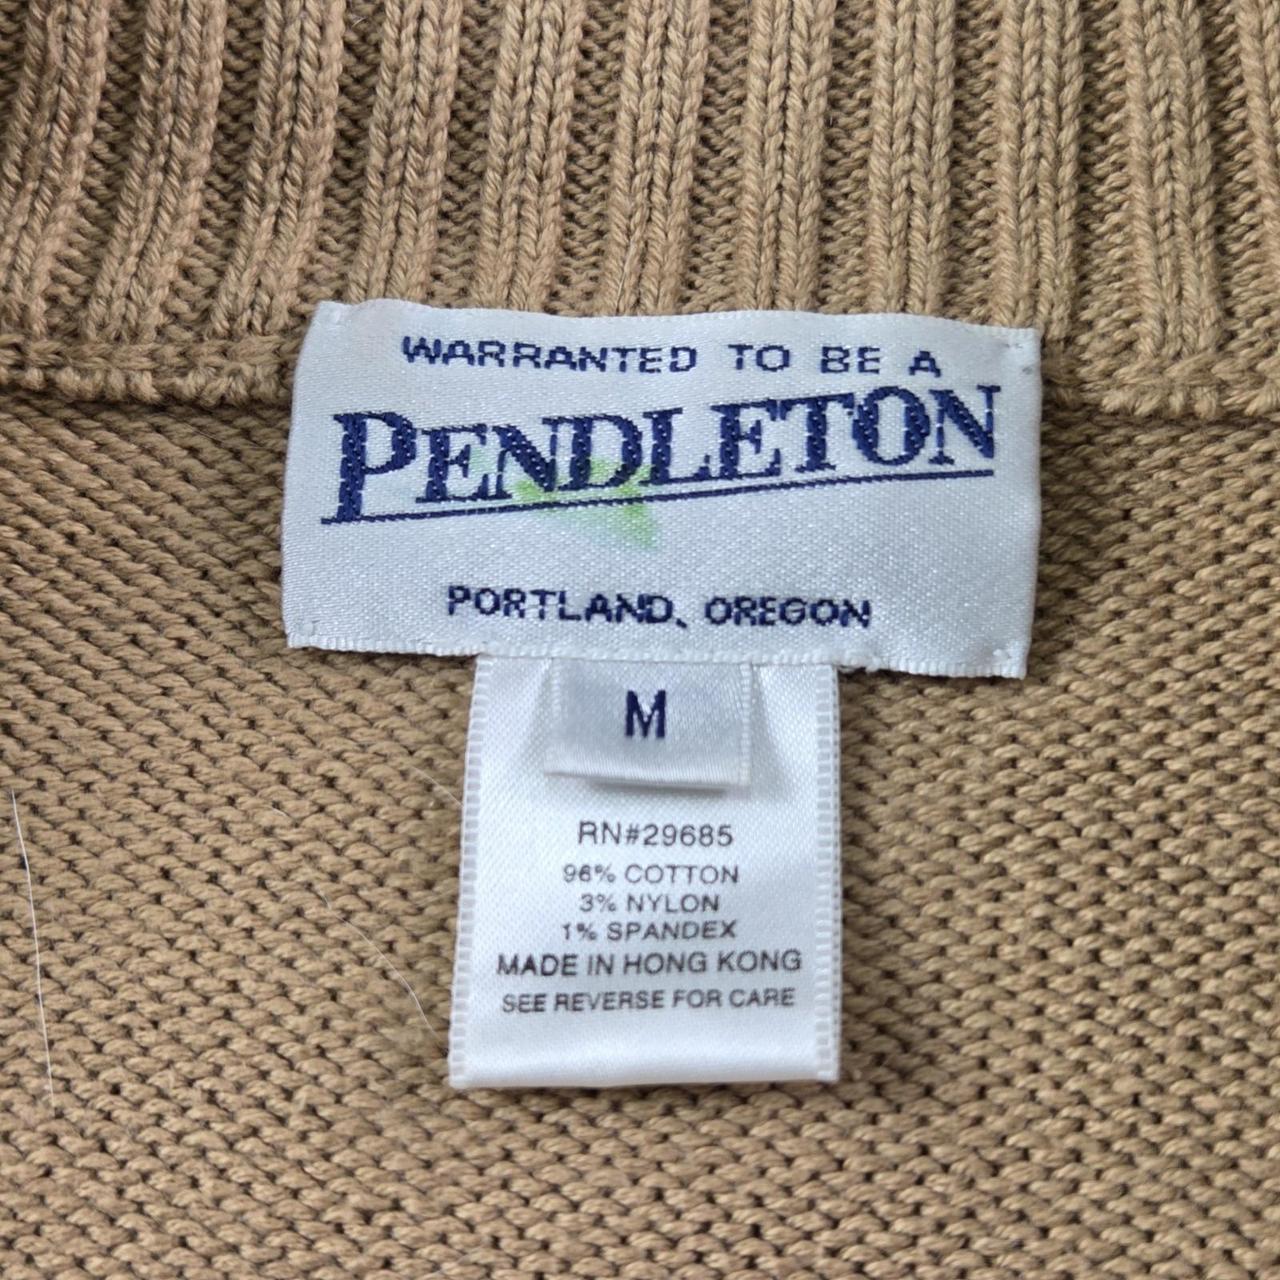 WARRANTED TO BE A
PENDLETON
PORTLAND, OREGON
M
RN#29685
96% COTTON
3% NYLON
1% SPANDEX
MADE IN HONG KONG
SEE REVERSE FOR CARE